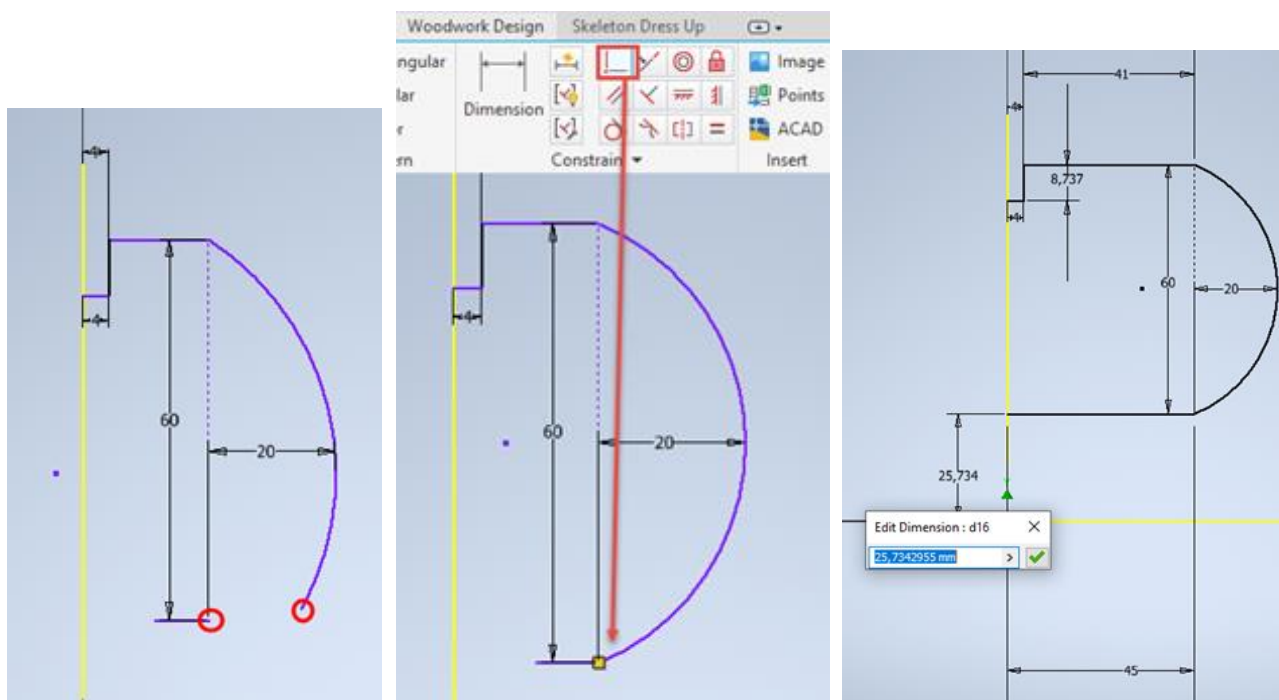 4
4
60
20
Woodwork Design Skeleton Dress Up
ngular
lar
r
rn
Dimension
Constrain
Image
Points
ACAD
Insert
4
60
20
41
4
8,737
4
60
20
25,734
Edit Dimension : d16
25,7342955 mm
45